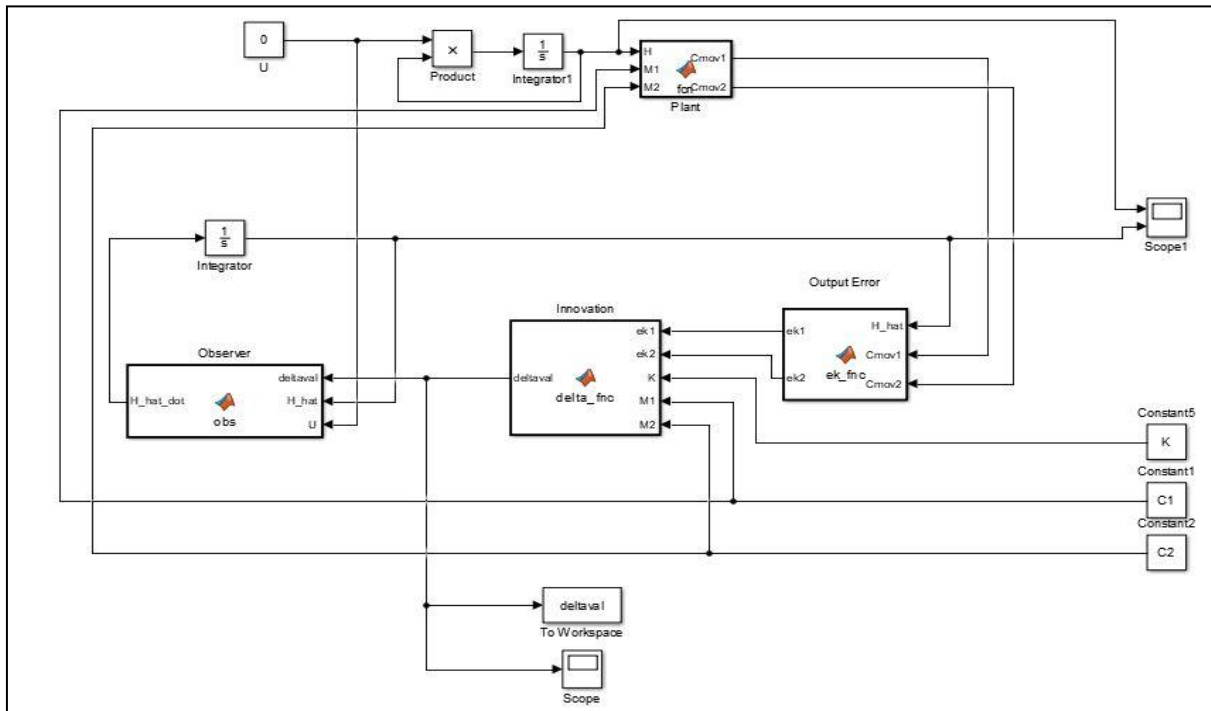 0
U
×
Product
1
s
Integrator1
H
M1
M2
fcn
Cmov1
Cmov2
Plant
1
s
Integrator
Scope1
Output Error
H_hat
Cmov1
Cmov2
ek1
ek2
ek_fnc
Innovation
ek1
ek2
K
M1
M2
deltaval
delta_fnc
Observer
deltaval
H_hat
U
H_hat_dot
obs
Constant5
K
Constant1
C1
Constant2
C2
deltaval
To Workspace
Scope